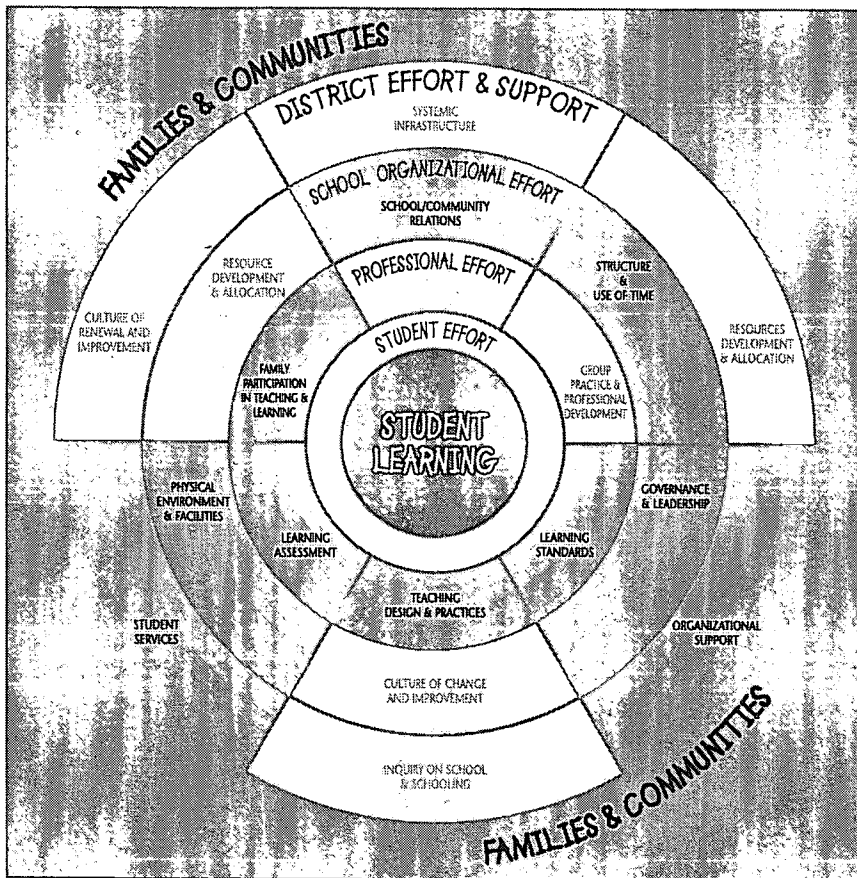 FAMILIES & COMMUNITIES
DISTRICT EFFORT & SUPPORT
SYSTEMIC
INFRASTRUCTURE
SCHOOL ORGANIZATIONAL EFFORT
SCHOOL/COMMUNITY
RELATIONS
PROFESSIONAL EFFORT
STUDENT EFFORT
STUDENT
LEARNING
CULTURE OF
RENEWAL AND
IMPROVEMENT
RESOURCE
DEVELOPMENT
& ALLOCATION
FAMILY
PARTICIPATION
IN TEACHING &
LEARNING
STRUCTURE
&
USE OF TIME
GROUP
PRACTICE &
PROFESSIONAL
DEVELOPMENT
RESOURCES
DEVELOPMENT
& ALLOCATION
PHYSICAL
ENVIRONMENT
& FACILITIES
LEARNING
ASSESSMENT
TEACHING
DESIGN & PRACTICES
LEARNING
STANDARDS
GOVERNANCE
& LEADERSHIP
STUDENT
SERVICES
ORGANIZATIONAL
SUPPORT
CULTURE OF CHANGE
AND IMPROVEMENT
INQUIRY ON SCHOOL
& SCHOOLING
FAMILIES & COMMUNITIES